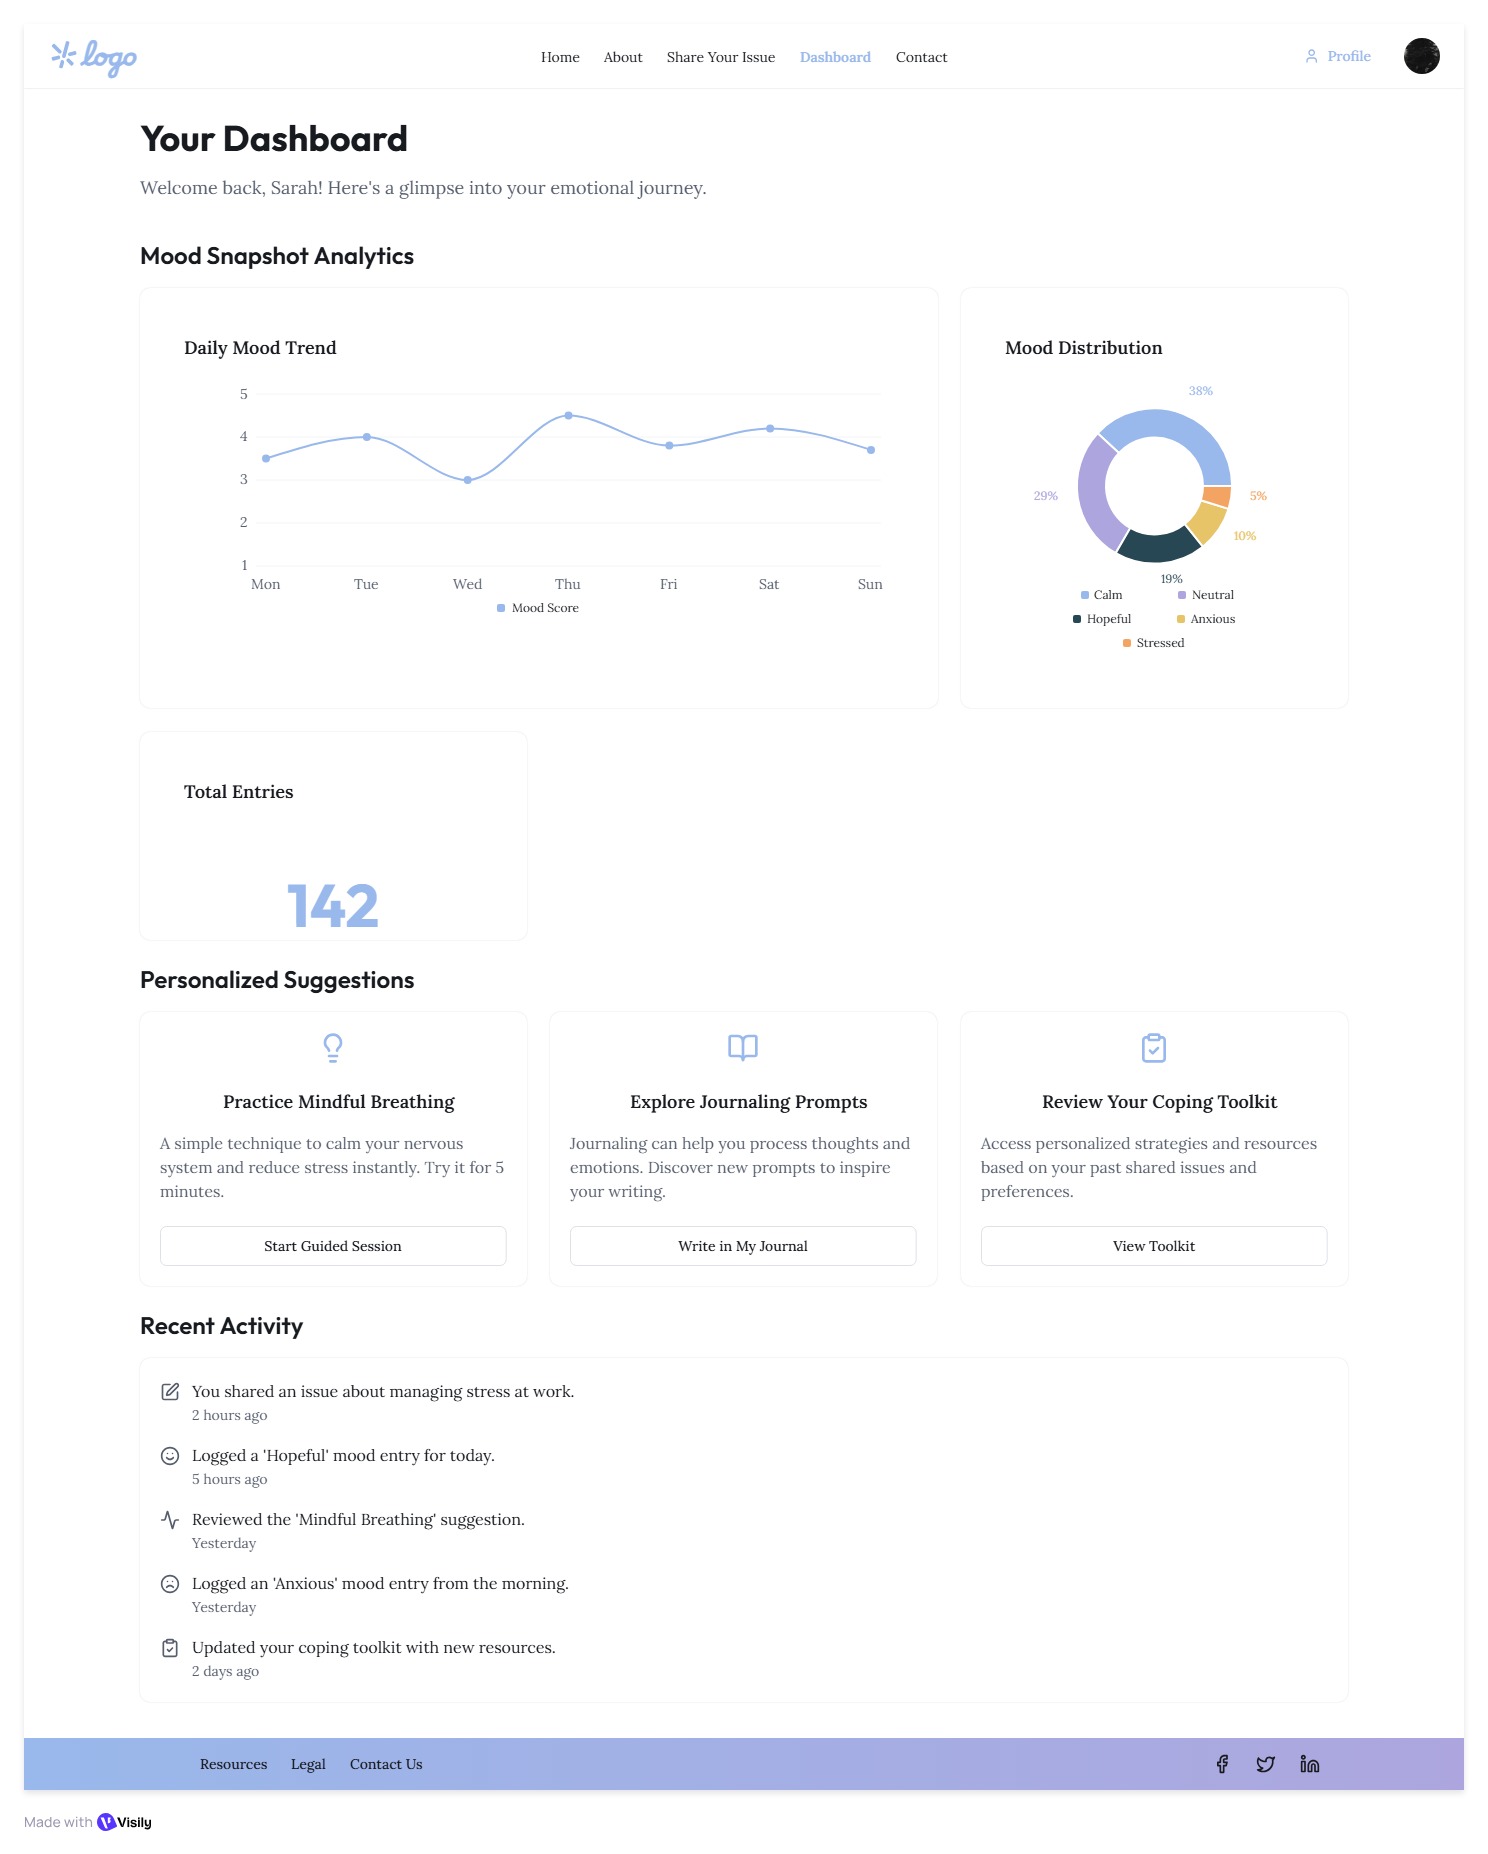 logo
Home
About
Share Your Issue
Dashboard
Contact
Profile
Your Dashboard
Welcome back, Sarah! Here's a glimpse into your emotional journey.
Mood Snapshot Analytics
Daily Mood Trend
5
4
3
2
1
Mon
Tue
Wed
Thu
Fri
Sat
Sun
Mood Score
Mood Distribution
38%
29%
5%
10%
19%
Calm
Neutral
Hopeful
Anxious
Stressed
Total Entries
142
Personalized Suggestions
Practice Mindful Breathing
A simple technique to calm your nervous
system and reduce stress instantly. Try it for 5
minutes.
Start Guided Session
Explore Journaling Prompts
Journaling can help you process thoughts and
emotions. Discover new prompts to inspire
your writing.
Write in My Journal
Review Your Coping Toolkit
Access personalized strategies and resources
based on your past shared issues and
preferences.
View Toolkit
Recent Activity
You shared an issue about managing stress at work.
2 hours ago
Logged a 'Hopeful' mood entry for today.
5 hours ago
Reviewed the 'Mindful Breathing' suggestion.
Yesterday
Logged an 'Anxious' mood entry from the morning.
Yesterday
Updated your coping toolkit with new resources.
2 days ago
Resources
Legal
Contact Us
Made with Visily